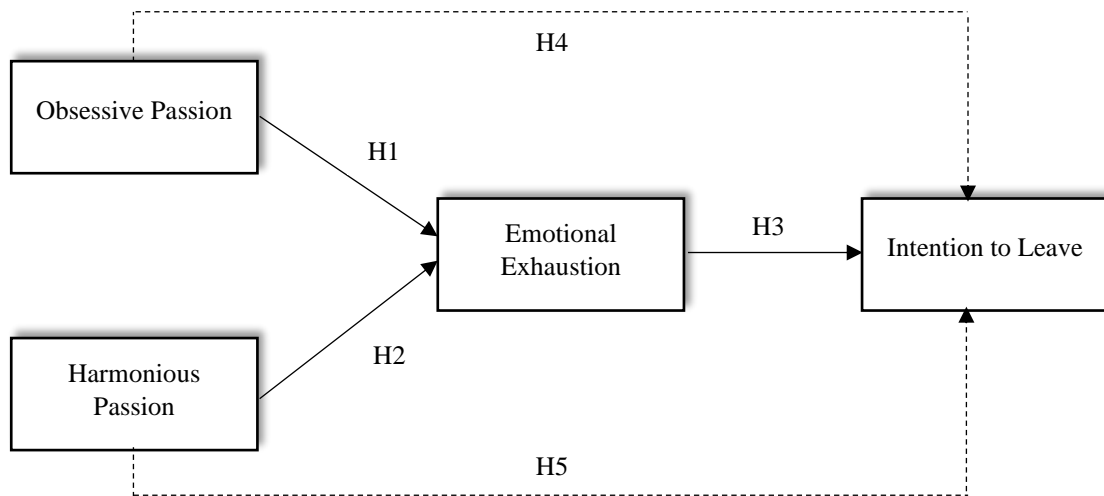 H4
Obsessive Passion
H1
Emotional
Exhaustion
H3
Intention to Leave
H2
Harmonious
Passion
H5